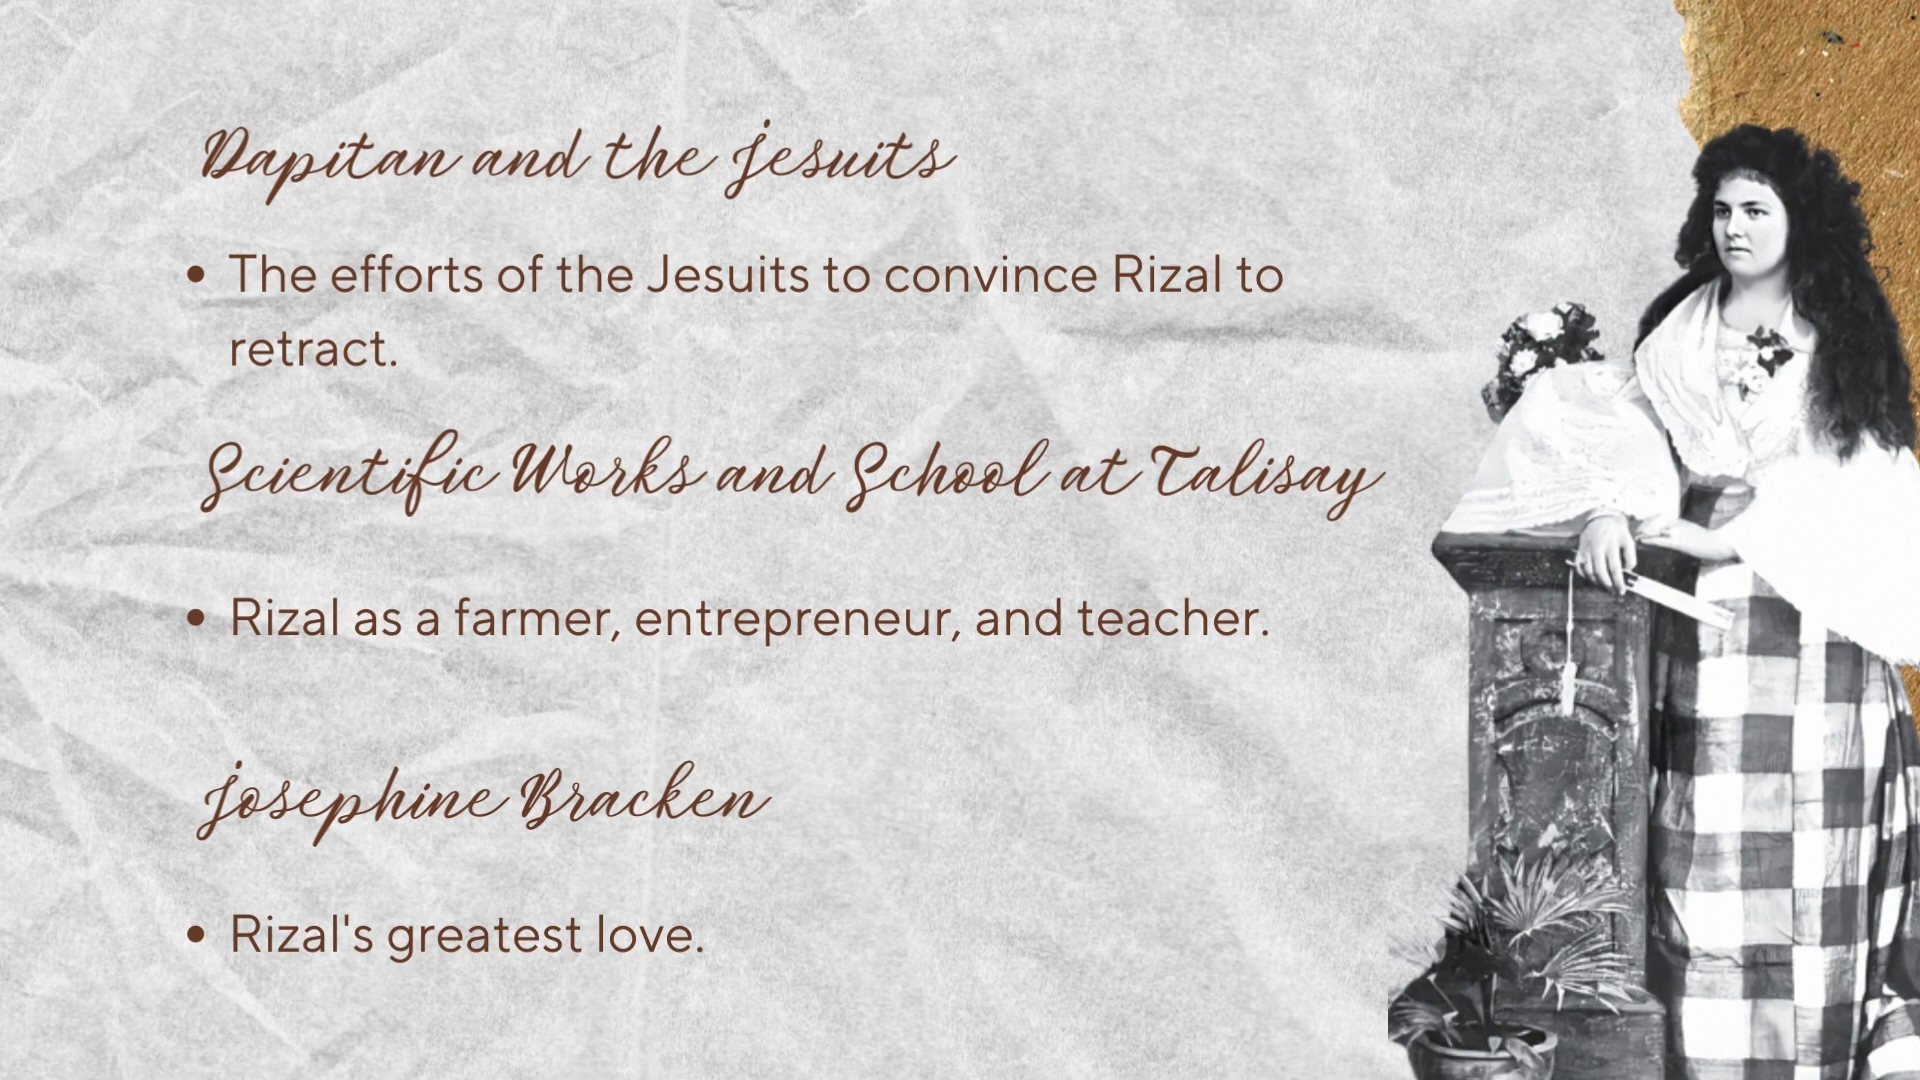 Dapitan and the Jesuits
• The efforts of the Jesuits to convince Rizal to
retract.
Scientific Works and School at Talisay
• Rizal as a farmer, entrepreneur, and teacher.
Josephine Bracken
• Rizal's greatest love.